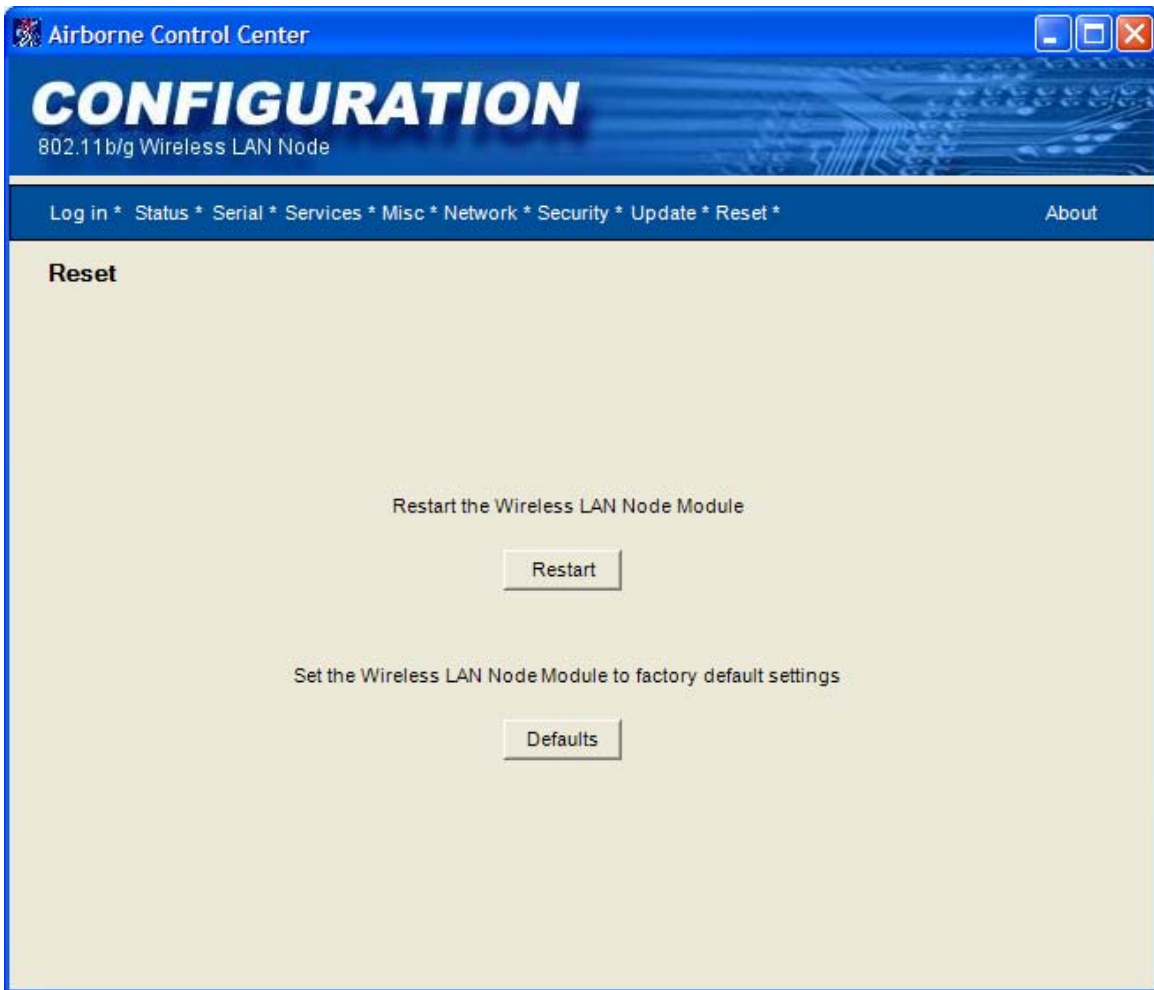 Airborne Control Center
CONFIGURATION
802.11b/g Wireless LAN Node
Log in * Status * Serial * Services * Misc * Network * Security * Update * Reset * About
Reset
Restart the Wireless LAN Node Module
Restart
Set the Wireless LAN Node Module to factory default settings
Defaults